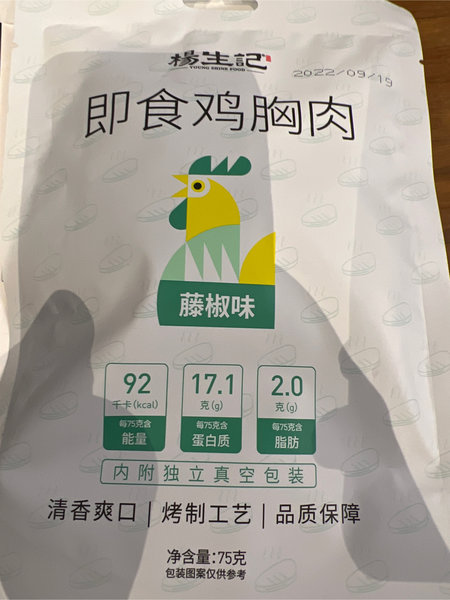 楊生記
YOUNG SHINE FOOD
2022/09/19
即食鸡胸肉
藤椒味
92
千卡(kcal)
每75克含
能量
17.1
克(g)
每75克含
蛋白质
2.0
克(g)
每75克含
脂肪
内附独立真空包装
清香爽口 | 烤制工艺 | 品质保障
净含量:75克
包装图案仅供参考